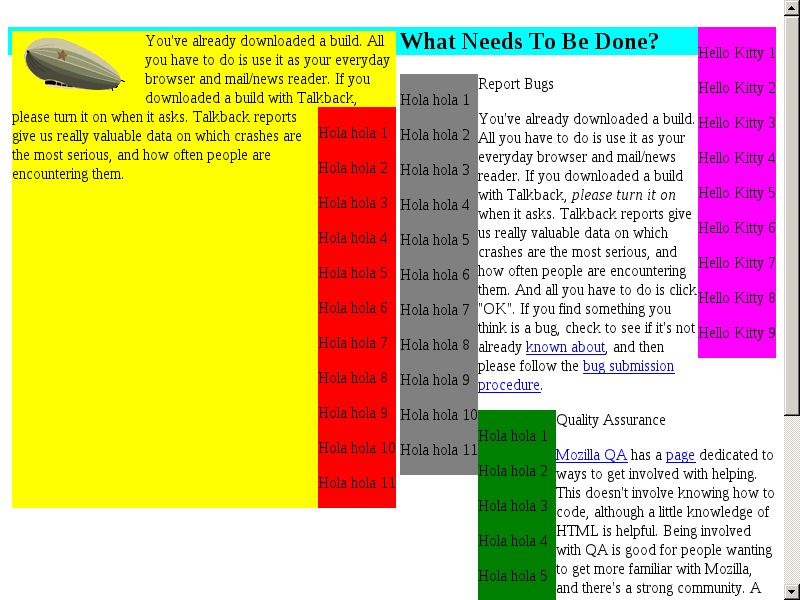 You've already downloaded a build. All
you have to do is use it as your everyday
browser and mail/news reader. If you
downloaded a build with Talkback,
please turn it on when it asks. Talkback reports
give us really valuable data on which crashes are
the most serious, and how often people are
encountering them.
Hola hola 1
Hola hola 2
Hola hola 3
Hola hola 4
Hola hola 5
Hola hola 6
Hola hola 7
Hola hola 8
Hola hola 9
Hola hola 10
Hola hola 11
What Needs To Be Done?
Hola hola 1
Hola hola 2
Hola hola 3
Hola hola 4
Hola hola 5
Hola hola 6
Hola hola 7
Hola hola 8
Hola hola 9
Hola hola 10
Hola hola 11
Report Bugs
You've already downloaded a build.
All you have to do is use it as your
everyday browser and mail/news
reader. If you downloaded a build
with Talkback, please turn it on
when it asks. Talkback reports give
us really valuable data on which
crashes are the most serious, and
how often people are encountering
them. And all you have to do is click
"OK". If you find something you
think is a bug, check to see if it's not
already known about, and then
please follow the bug submission
procedure.
Hello Kitty 1
Hello Kitty 2
Hello Kitty 3
Hello Kitty 4
Hello Kitty 5
Hello Kitty 6
Hello Kitty 7
Hello Kitty 8
Hello Kitty 9
Hola hola 1
Hola hola 2
Hola hola 3
Hola hola 4
Hola hola 5
Quality Assurance
Mozilla QA has a page dedicated to
ways to get involved with helping.
This doesn't involve knowing how to
code, although a little knowledge of
HTML is helpful. Being involved
with QA is good for people wanting
to get more familiar with Mozilla,
and there's a strong community. A